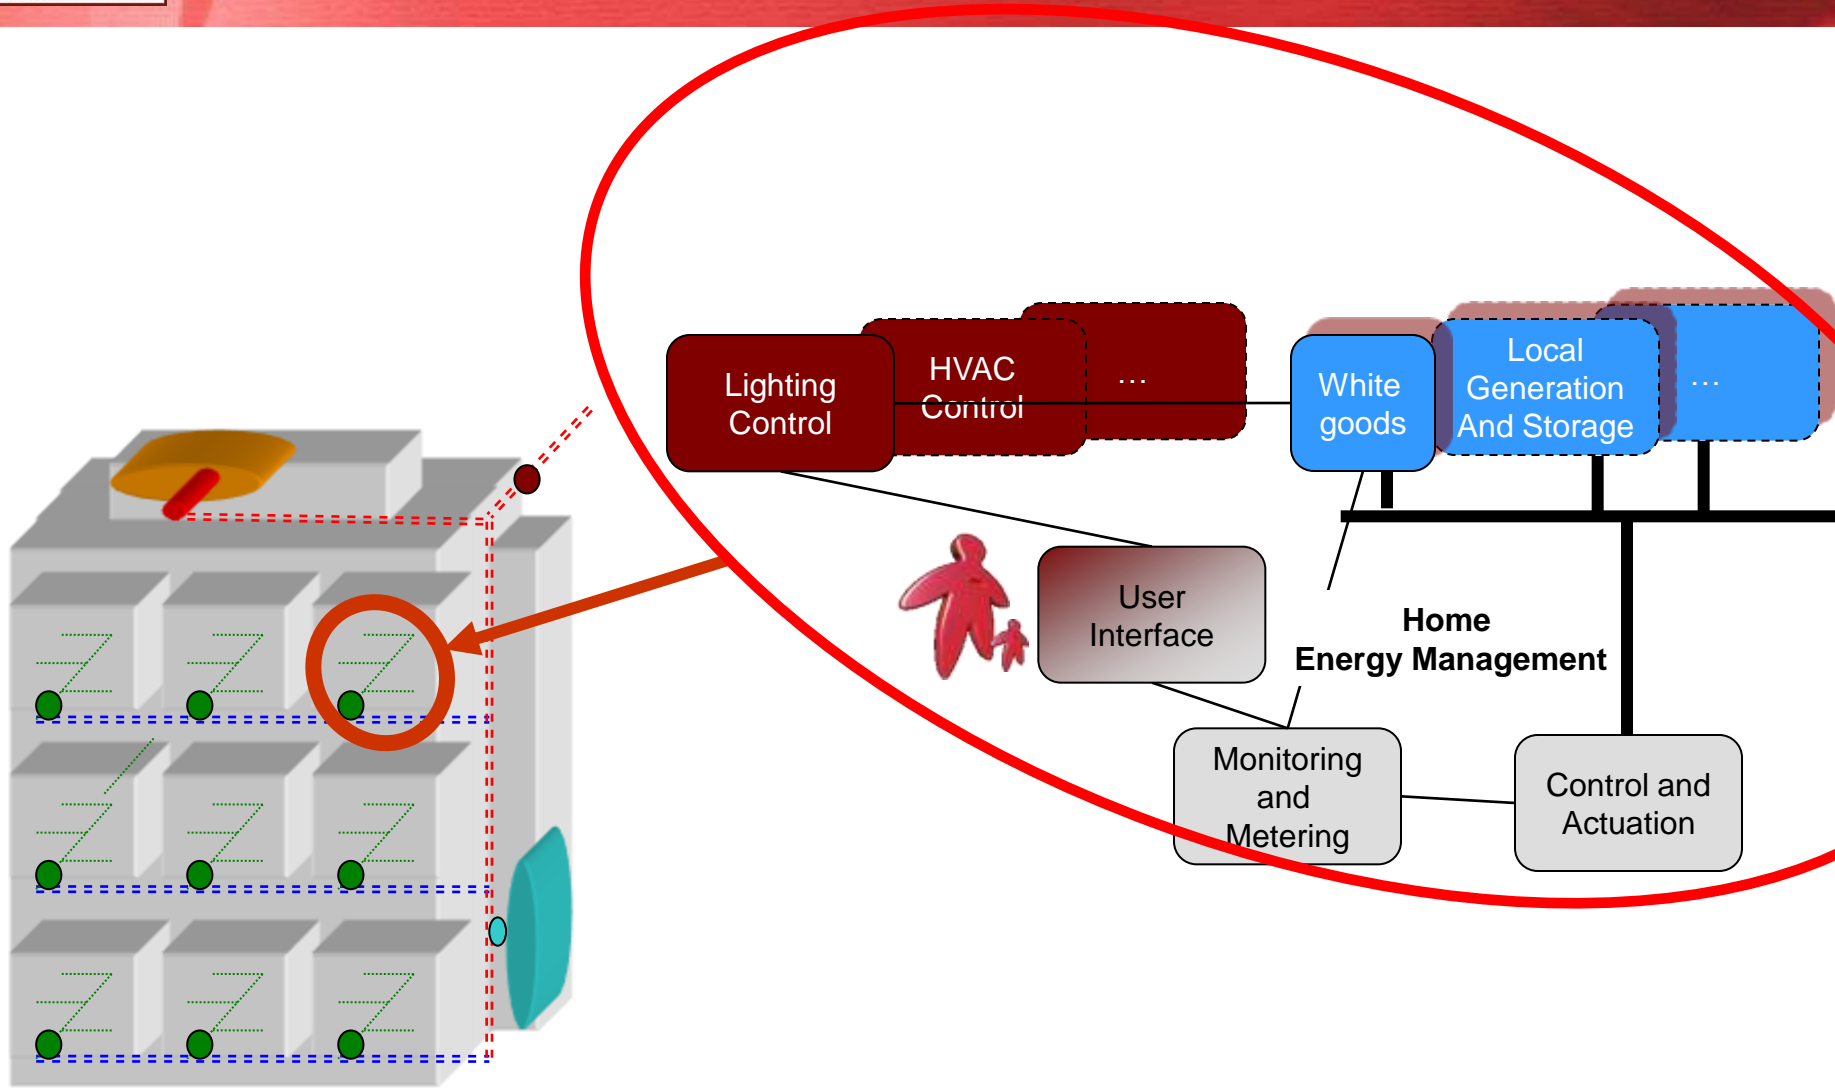 Lighting
Control
HVAC
Control
...
White
goods
Local
Generation
And Storage
...
User
Interface
Home
Energy Management
Monitoring
and
Metering
Control and
Actuation